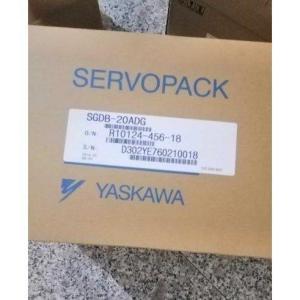 SERVOPACK
SGDB-20ADG
O/N. R10124-456-18
S/N. D302YE760210018
YASKAWA